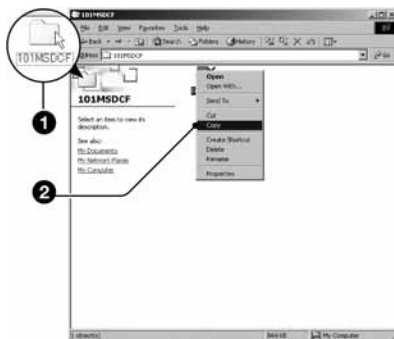 101MSDCF
File Edit View Favorites Tools Help
Back Search Folders History
Address 101MSDCF
101MSDCF
1
101MSDCF
Select an item to view its
description.
See also:
My Documents
My Network Places
My Computer
Open
Open With...
Send To
Cut
Copy
2
Create Shortcut
Delete
Rename
Properties
1 object(s)
My Computer